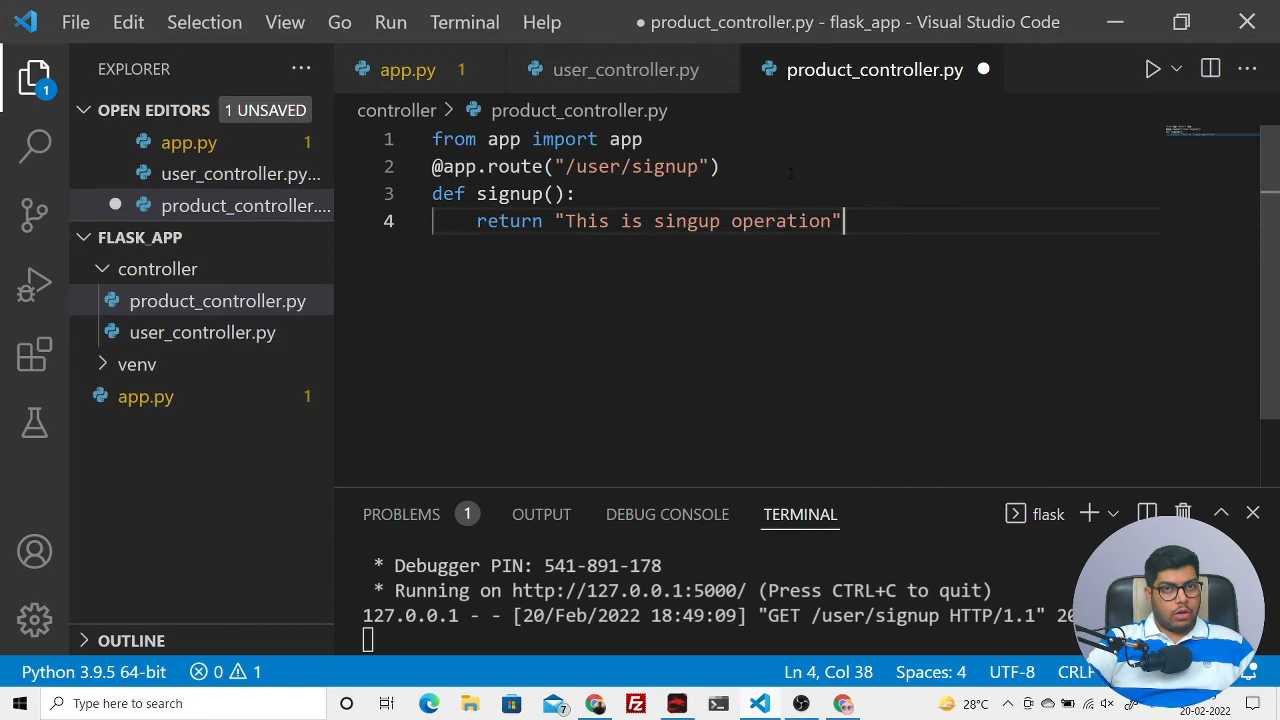 File Edit Selection View Go Run Terminal Help
● product_controller.py - flask_app - Visual Studio Code
EXPLORER ...
app.py 1 user_controller.py product_controller.py
1
OPEN EDITORS 1 UNSAVED
app.py 1
user_controller.py...
product_controller....
FLASK_APP
controller
product_controller.py
user_controller.py
venv
app.py 1
OUTLINE
controller > product_controller.py
1 from app import app
2 @app.route("/user/signup")
3 def signup():
4 return "This is singup operation"
PROBLEMS 1 OUTPUT DEBUG CONSOLE TERMINAL flask
* Debugger PIN: 541-891-178
* Running on http://127.0.0.1:5000/ (Press CTRL+C to quit)
127.0.0.1 - - [20/Feb/2022 18:49:09] "GET /user/signup HTTP/1.1" 20
Python 3.9.5 64-bit 0 1 Ln 4, Col 38 Spaces: 4 UTF-8 CRL
Type here to search
7
28°C
20-02-2022